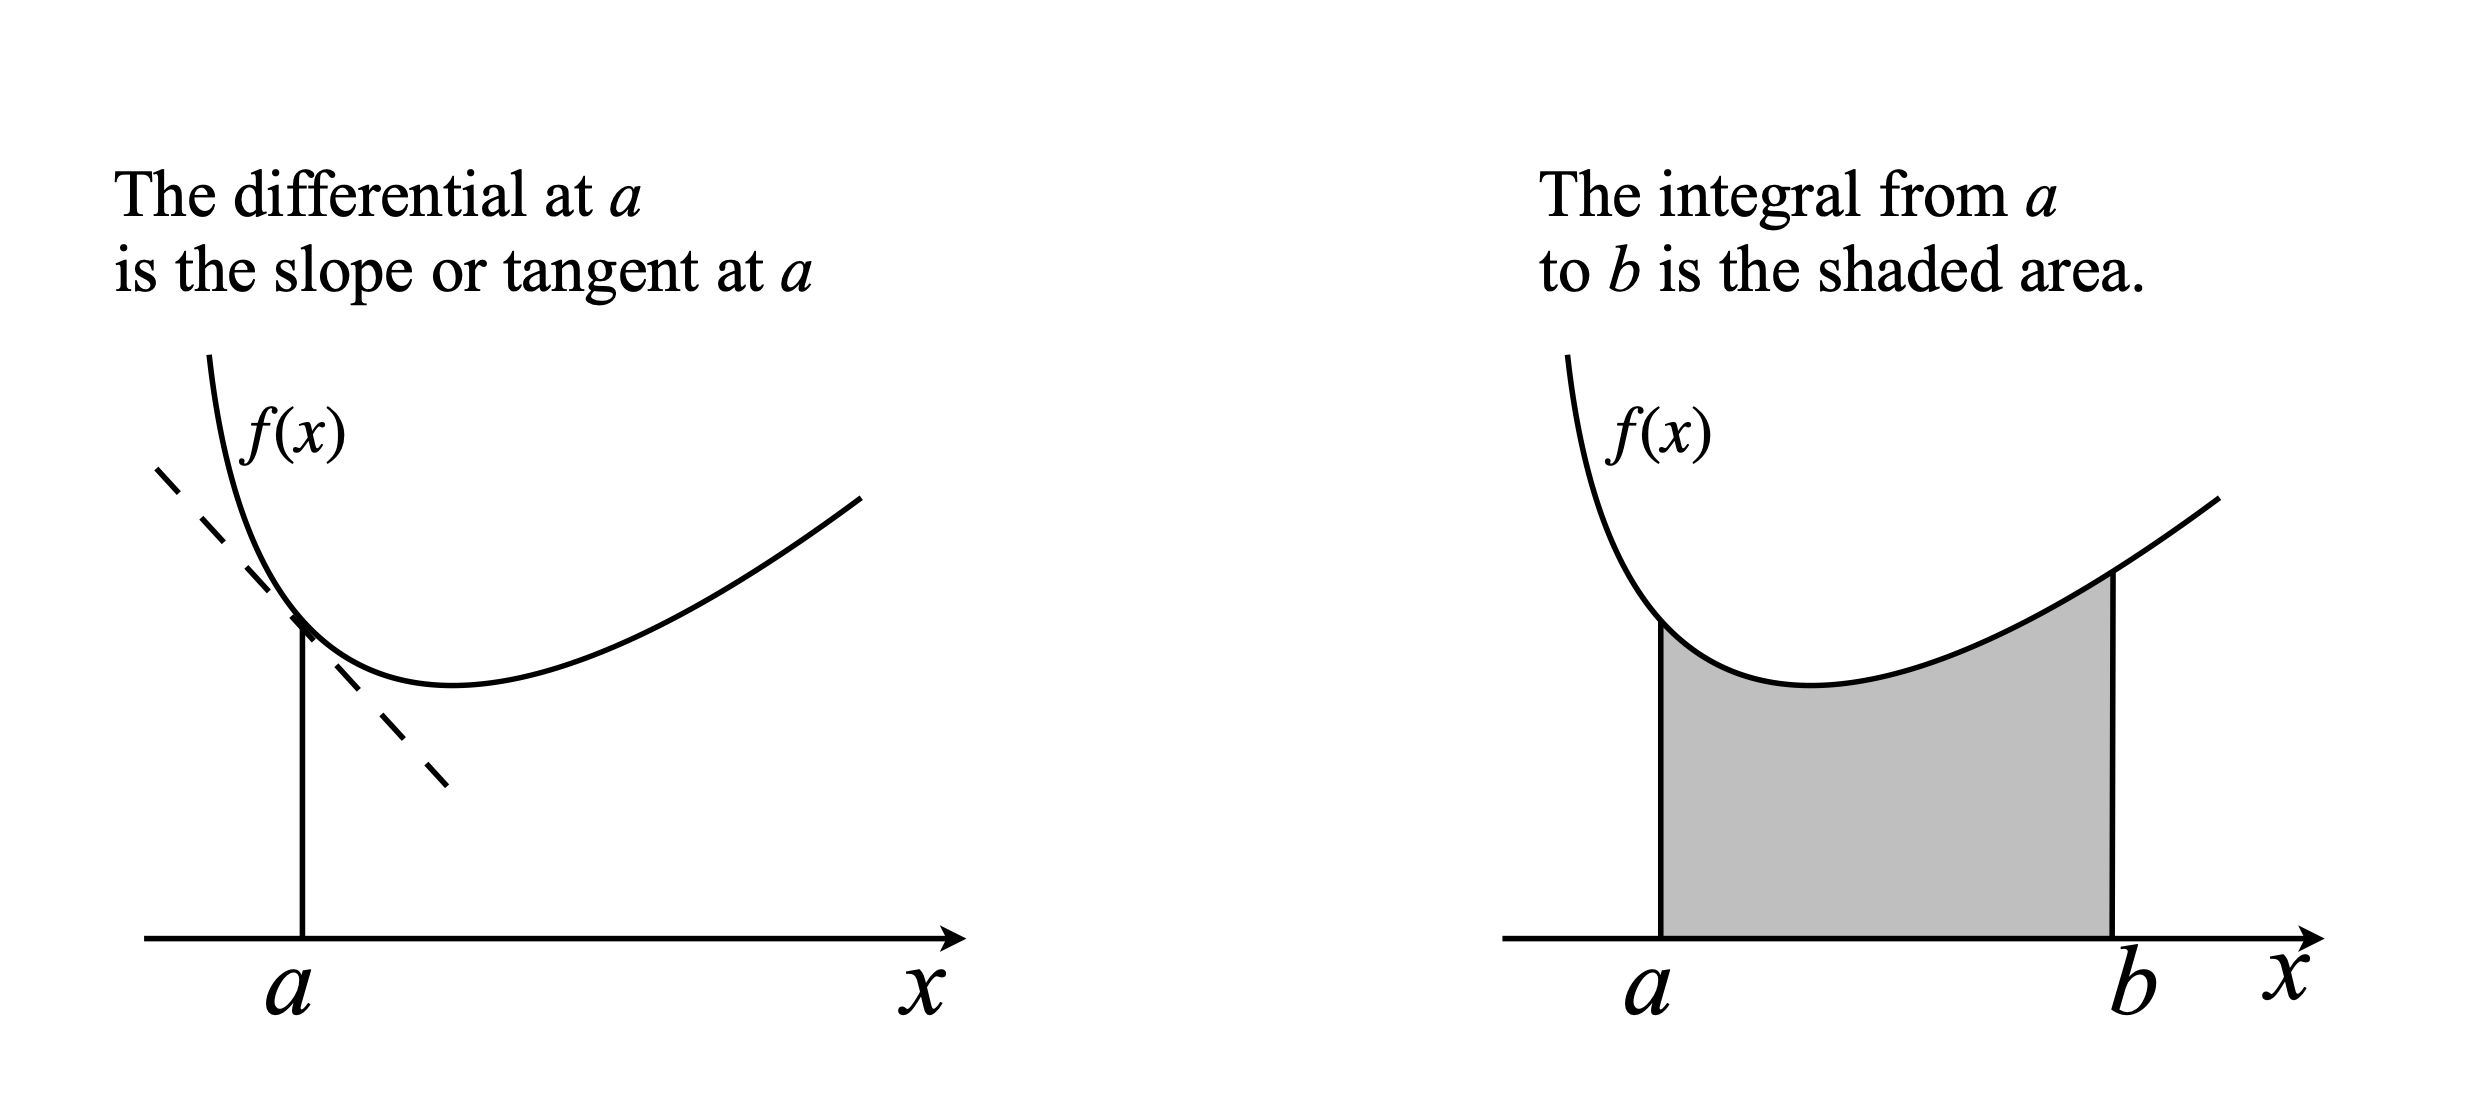 The differential at a
is the slope or tangent at a
f(x)
a
x
The integral from a
to b is the shaded area.
f(x)
a
b
x